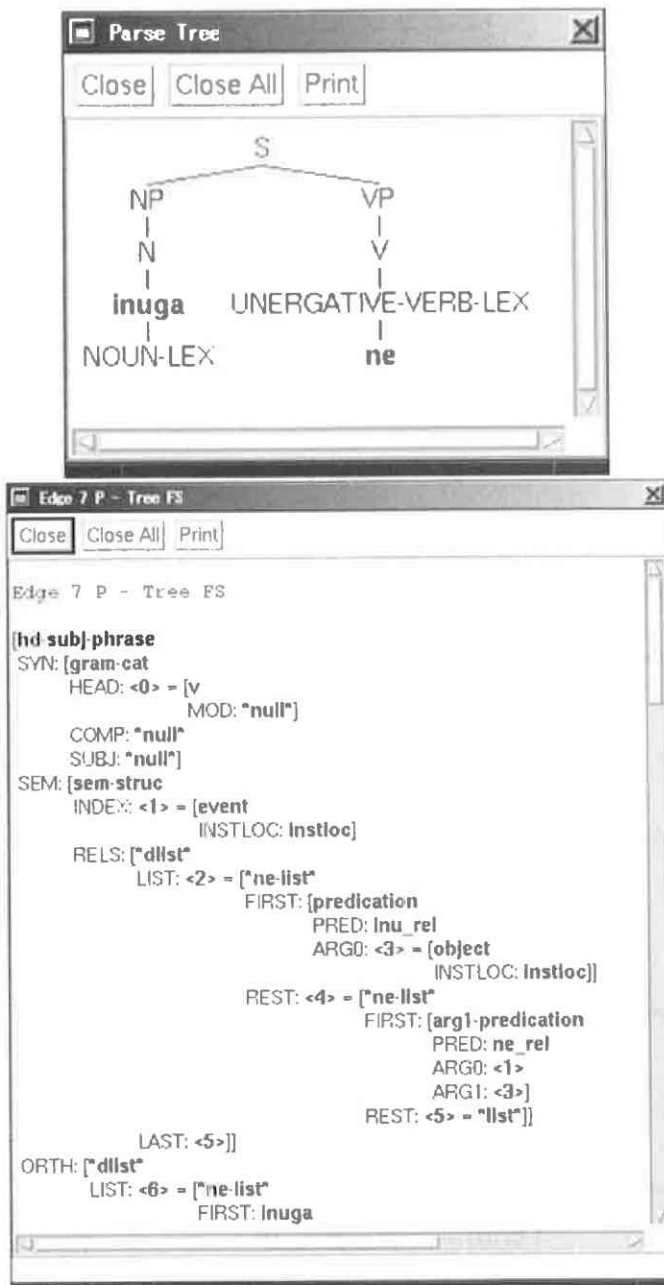 Parse Tree
Close Close All Print
S
NP VP
N V
inuga UNERGATIVE-VERB-LEX
NOUN-LEX ne
Edge 7 P - Tree FS
Close Close All Print
Edge 7 P - Tree FS
[hd-subj-phrase
SYN: [gram-cat
HEAD: <0> = [v
MOD: *null*]
COMP: *null*
SUBJ: *null*]
SEM: [sem-struc
INDEX: <1> = [event
INSTLOC: instloc]
RELS: [*dlist*
LIST: <2> = [*ne-list*
FIRST: [predication
PRED: inu_rel
ARG0: <3> = [object
INSTLOC: instloc]]
REST: <4> = [*ne-list*
FIRST: [arg1-predication
PRED: ne_rel
ARG0: <1>
ARG1: <3>]
REST: <5> = *list*]]
LAST: <5>]]
ORTH: [*dlist*
LIST: <6> = [*ne-list*
FIRST: inuga